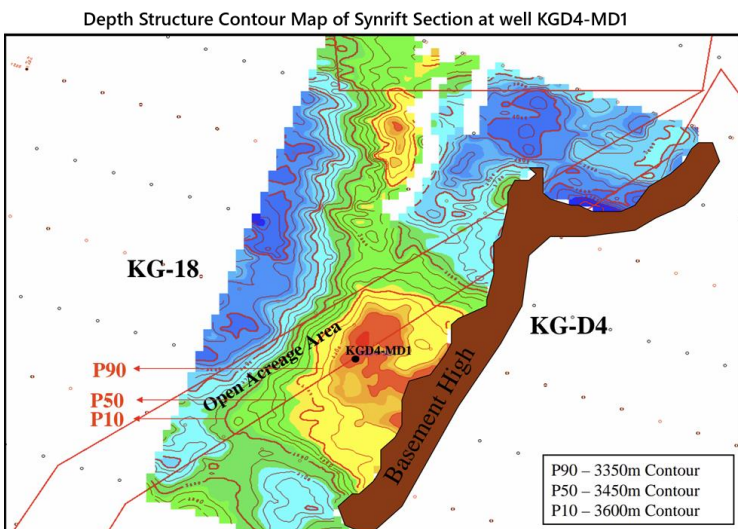 Depth Structure Contour Map of Synrift Section at well KGD4-MD1
KG-18
KG-D4
KGD4-MD1
Open Acreage Area
P90
P50
P10
Basement High
P90 – 3350m Contour
P50 – 3450m Contour
P10 – 3600m Contour